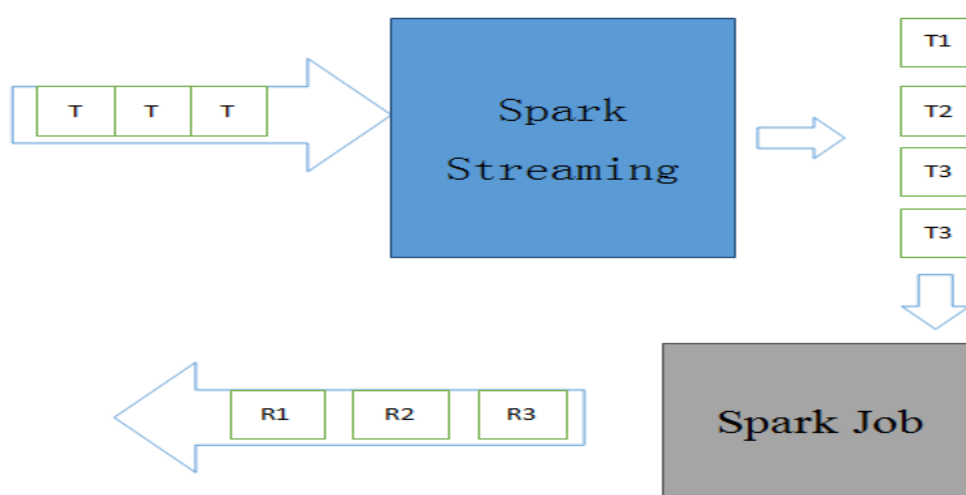 T T T
Spark
Streaming
T1
T2
T3
T3
R1 R2 R3
Spark Job